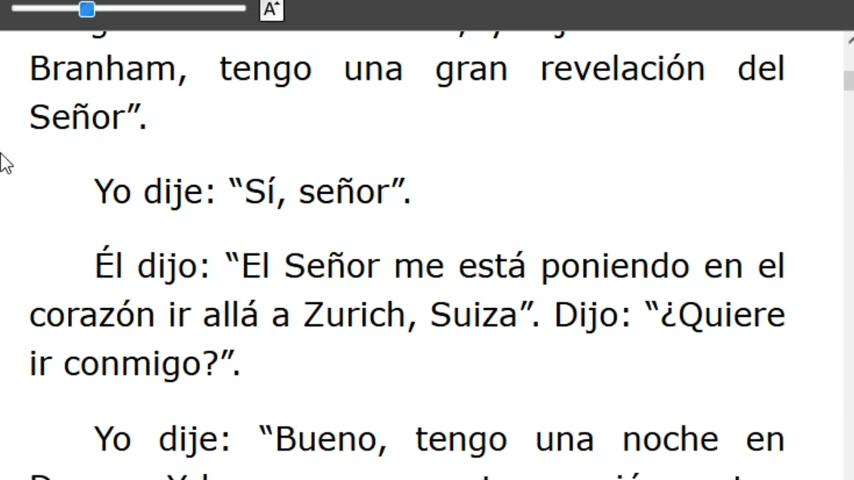 A
Branham, tengo una gran revelación del
Señor”.
Yo dije: “Sí, señor”.
Él dijo: “El Señor me está poniendo en el
corazón ir allá a Zurich, Suiza”. Dijo: “¿Quiere
ir conmigo?”.
Yo dije: “Bueno, tengo una noche en